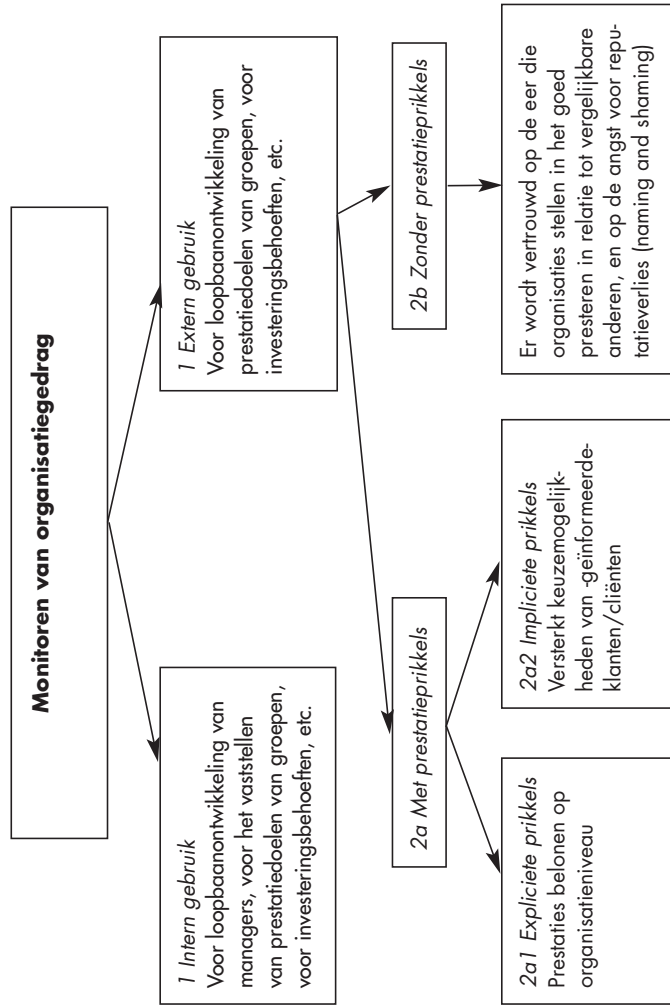 Monitoren van organisatiegedrag
1 Intern gebruik
Voor loopbaanontwikkeling van
managers, voor het vaststellen
van prestatiedoelen van groepen,
voor investeringsbehoeften, etc.
1 Extern gebruik
Voor loopbaanontwikkeling van
prestatiedoelen van groepen, voor
investeringsbehoeften, etc.
2a Met prestatieprikkels
2b Zonder prestatieprikkels
2a1 Expliciete prikkels
Prestaties belonen op
organisatieniveau
2a2 Impliciete prikkels
Versterkt keuzemogelijk-
heden van -geïnformeerde-
klanten/cliënten
Er wordt vertrouwd op de eer die
organisaties stellen in het goed
presteren in relatie tot vergelijkbare
anderen, en op de angst voor repu-
tatieverlies (naming and shaming)